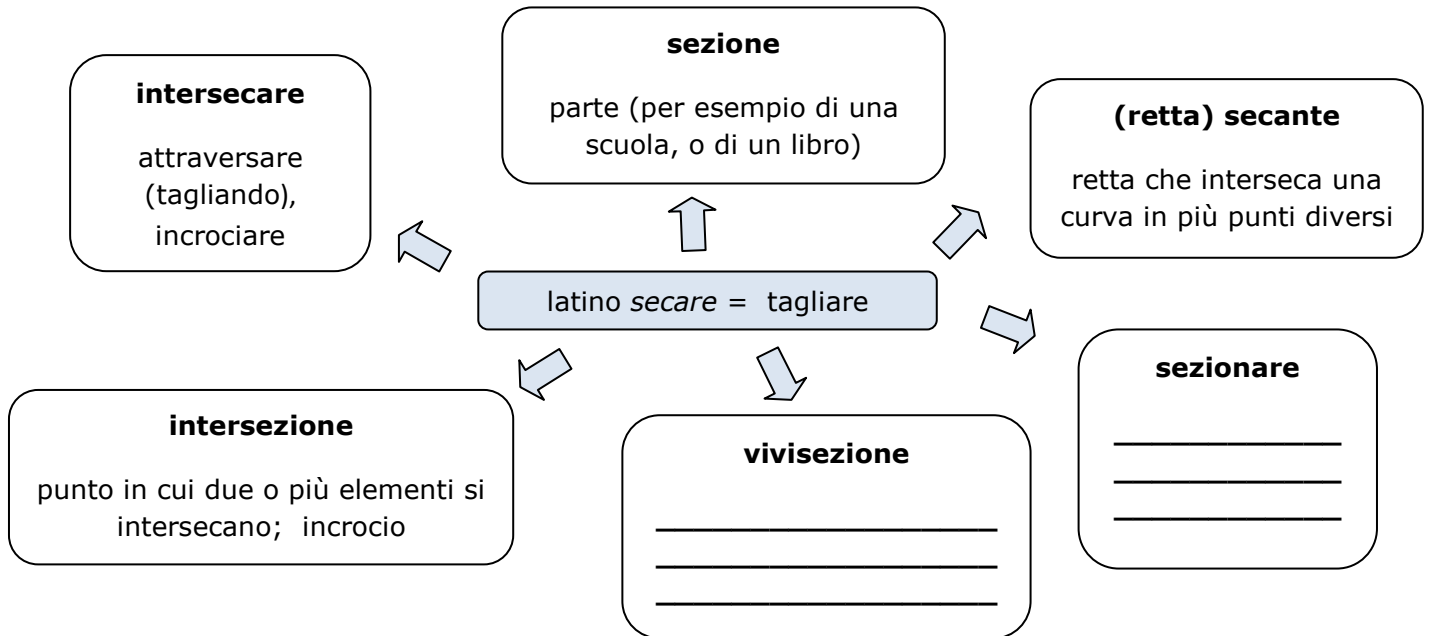 sezione
parte (per esempio di una
scuola, o di un libro)
intersecare
attraversare
(tagliando),
incrociare
(retta) secante
retta che interseca una
curva in più punti diversi
latino secare = tagliare
sezionare
intersezione
punto in cui due o più elementi si
intersecano; incrocio
vivisezione